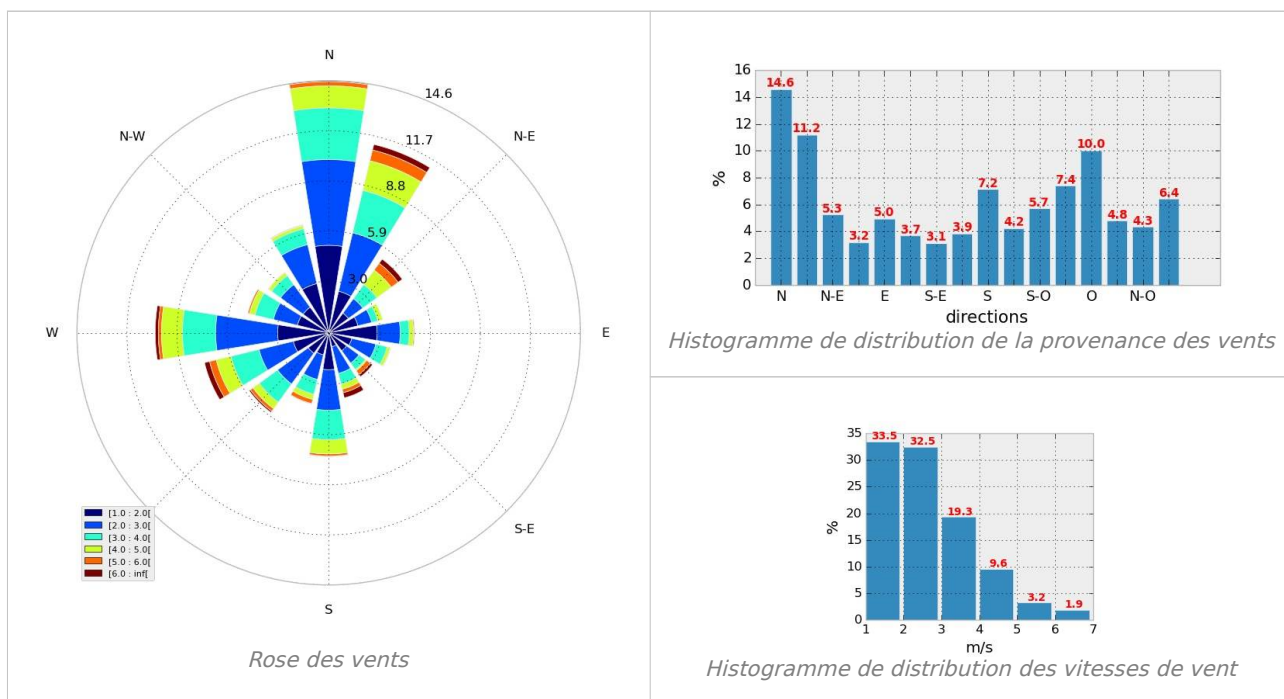 N
N-W
14.6
N-E
11.7
8.8
5.9
3.0
W
E
[1.0 : 2.0[
[2.0 : 3.0[
[3.0 : 4.0[
[4.0 : 5.0[
[5.0 : 6.0[
[6.0 : inf[
S-E
S
Rose des vents
16
14
12
10
8
6
4
2
0
%
14.6
11.2
5.3
3.2
5.0
3.7
3.1
3.9
7.2
4.2
5.7
7.4
10.0
4.8
4.3
6.4
N N-E E S-E S S-O O N-O
directions
Histogramme de distribution de la provenance des vents
35
30
25
20
15
10
5
0
%
33.5
32.5
19.3
9.6
3.2
1.9
1 2 3 4 5 6 7
m/s
Histogramme de distribution des vitesses de vent